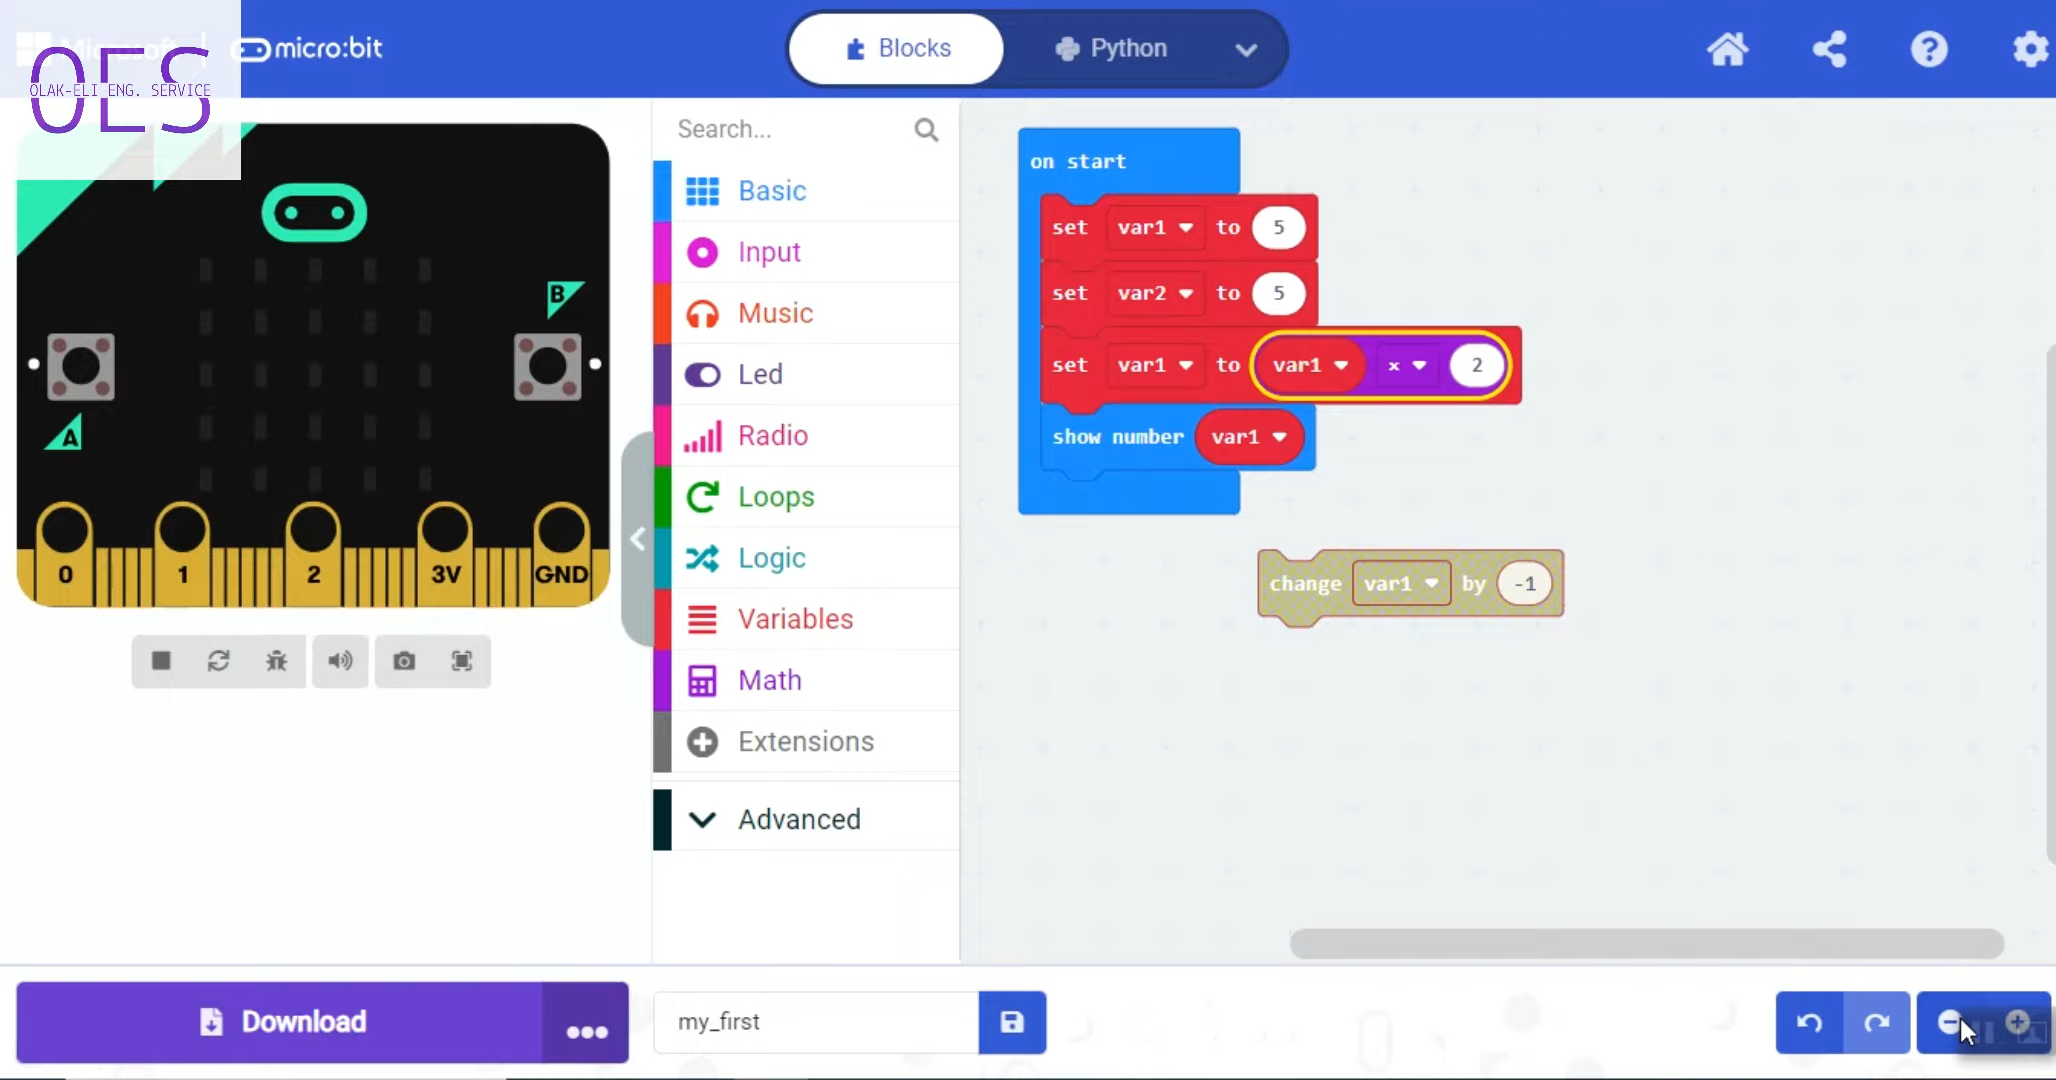 Microsoft
micro:bit
OES
OLAK-ELI ENG. SERVICE
Blocks
Python
B
A
0 1 2 3V GND
Search...
Basic
Input
Music
Led
Radio
Loops
Logic
Variables
Math
Extensions
Advanced
on start
set var1 to 5
set var2 to 5
set var1 to var1 x 2
show number var1
change var1 by -1
Download
my_first